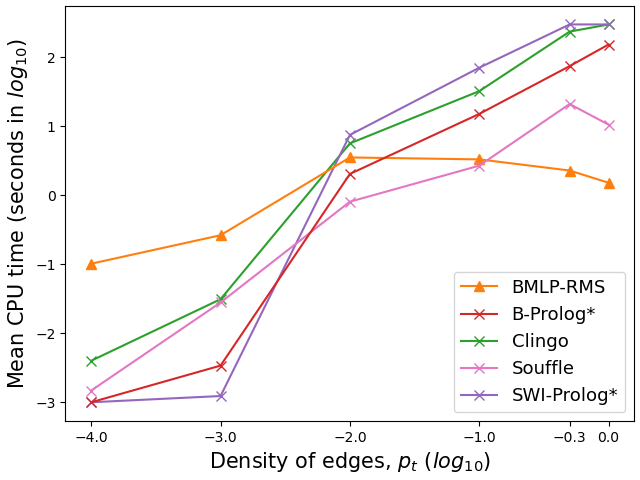 Mean CPU time (seconds in log10)
2
1
0
−1
−2
−3
BMLP-RMS
B-Prolog*
Clingo
Souffle
SWI-Prolog*
−4.0 −3.0 −2.0 −1.0 −0.3 0.0
Density of edges, pt (log10)